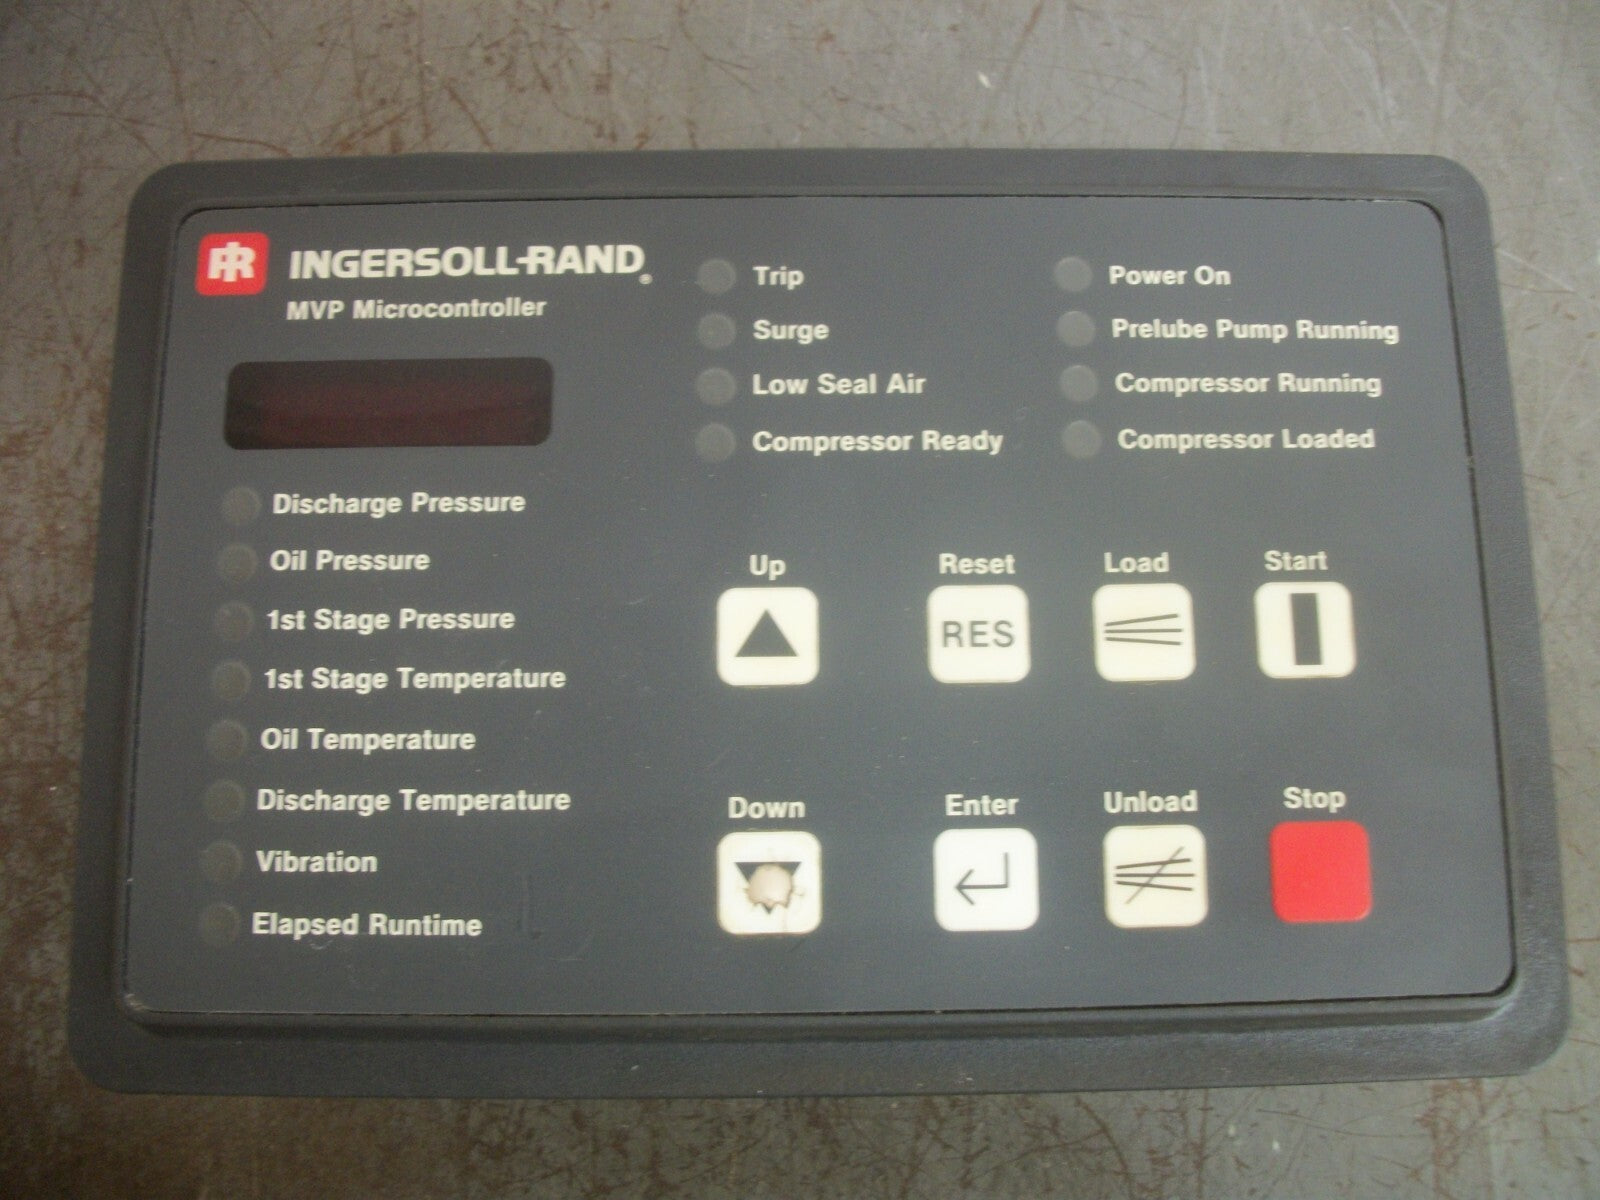 IR INGERSOLL-RAND®
MVP Microcontroller
Discharge Pressure
Oil Pressure
1st Stage Pressure
1st Stage Temperature
Oil Temperature
Discharge Temperature
Vibration
Elapsed Runtime
Trip
Surge
Low Seal Air
Compressor Ready
Power On
Prelube Pump Running
Compressor Running
Compressor Loaded
Up
Reset
Load
Start
RES
Down
Enter
Unload
Stop